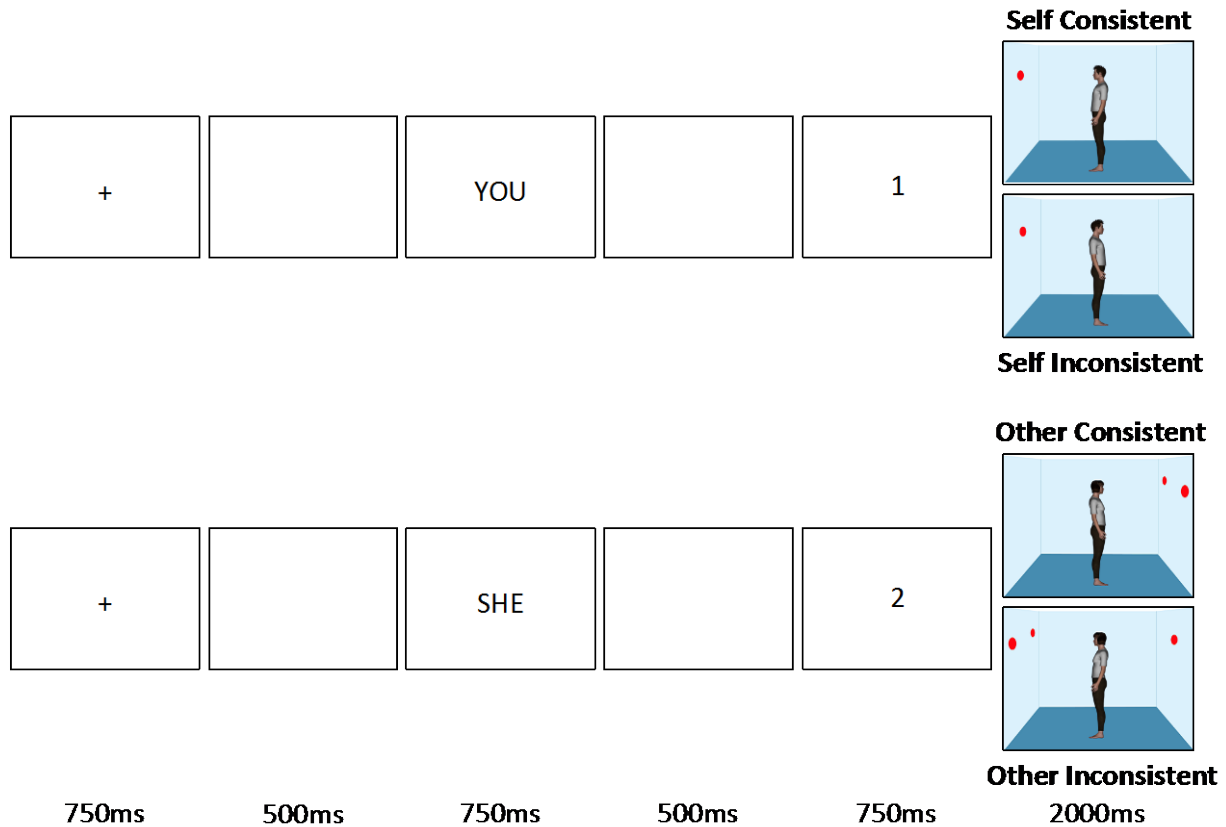 Self Consistent
+ YOU 1
Self Inconsistent
Other Consistent
+ SHE 2
Other Inconsistent
750ms 500ms 750ms 500ms 750ms 2000ms